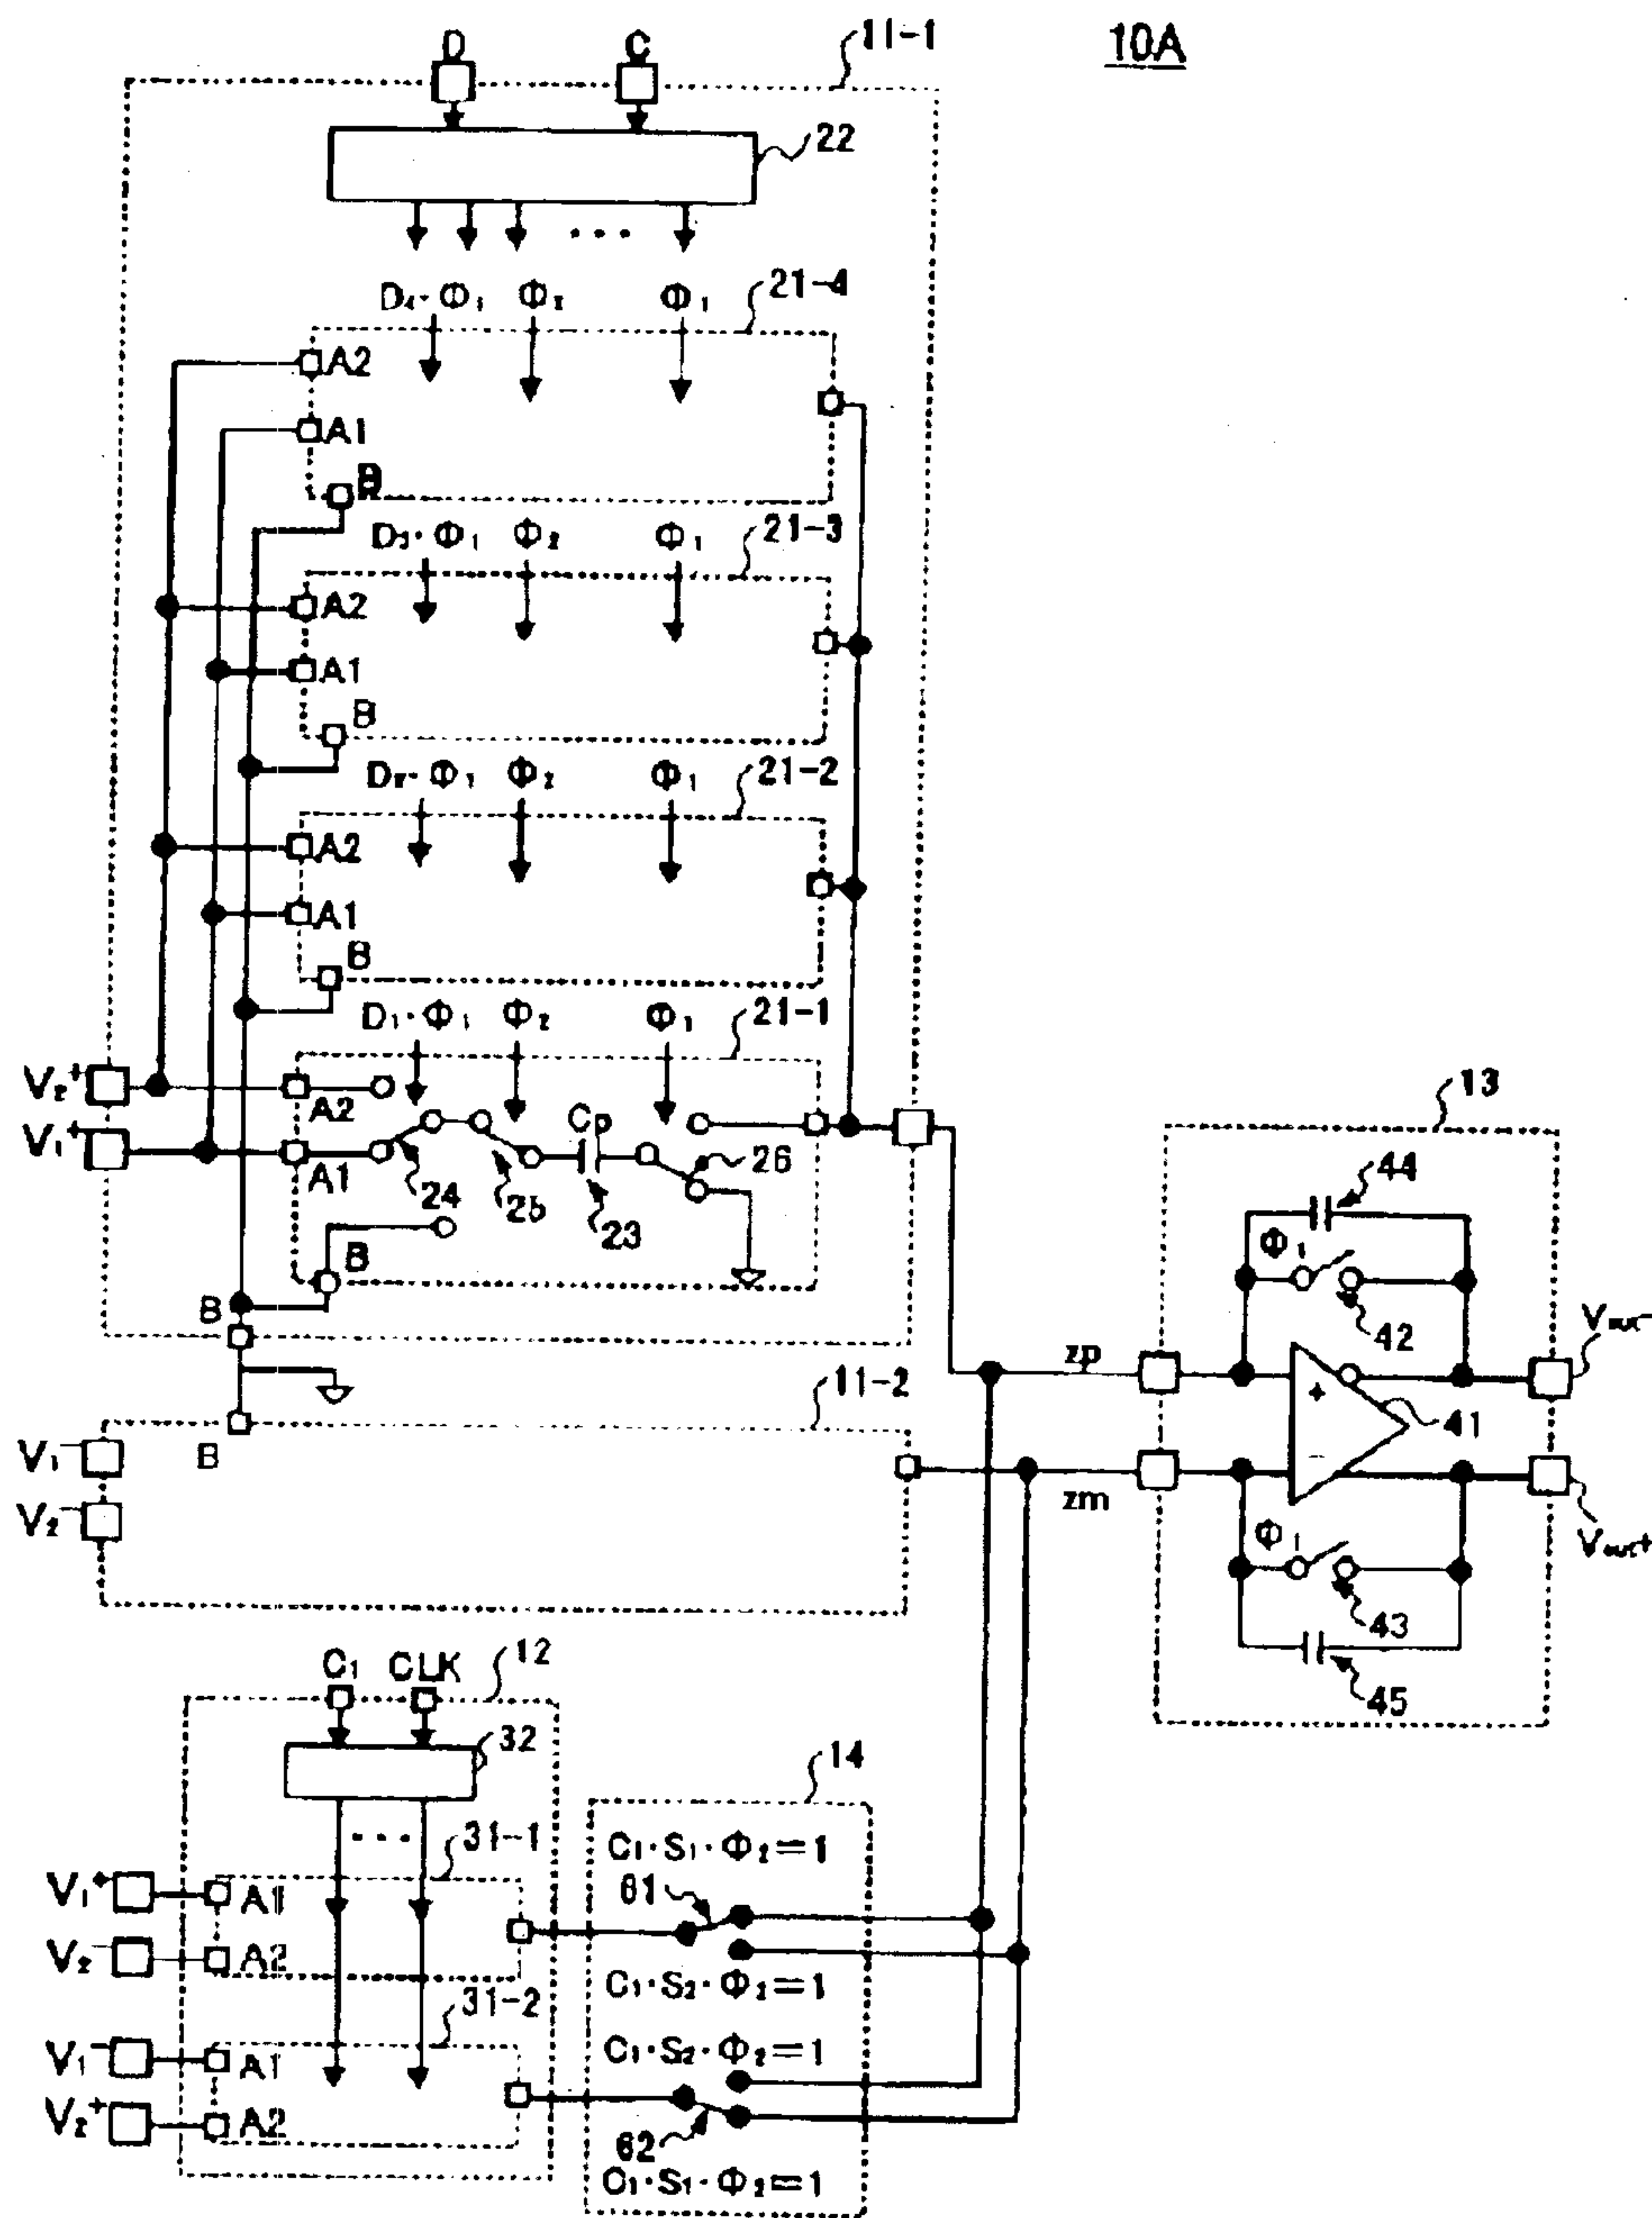 10A
11-1
D C
22
D₄·Φ₁ Φ₂ Φ₁ 21-4
A2
A1
B
D₃·Φ₁ Φ₂ Φ₁ 21-3
A2
A1
B
D₂·Φ₁ Φ₂ Φ₁ 21-2
A2
A1
B
D₁·Φ₁ Φ₂ Φ₁ 21-1
V₂⁺ A2
V₁⁺ A1 24 25 Cp 23 26
B
B
13
44
Φ₁
42
Vout-
zp
+
41
-
zm
Vout+
Φ₁
43
45
11-2
V₁⁻ B
V₂⁻
C₁ CLK 12
32
14
31-1
C₁·S₁·Φ₂=1
61
V₁⁺ A1
V₂⁻ A2
C₁·S₂·Φ₂=1
31-2
C₁·S₂·Φ₂=1
V₁⁻ A1
V₂⁺ A2
62
C₁·S₁·Φ₂=1